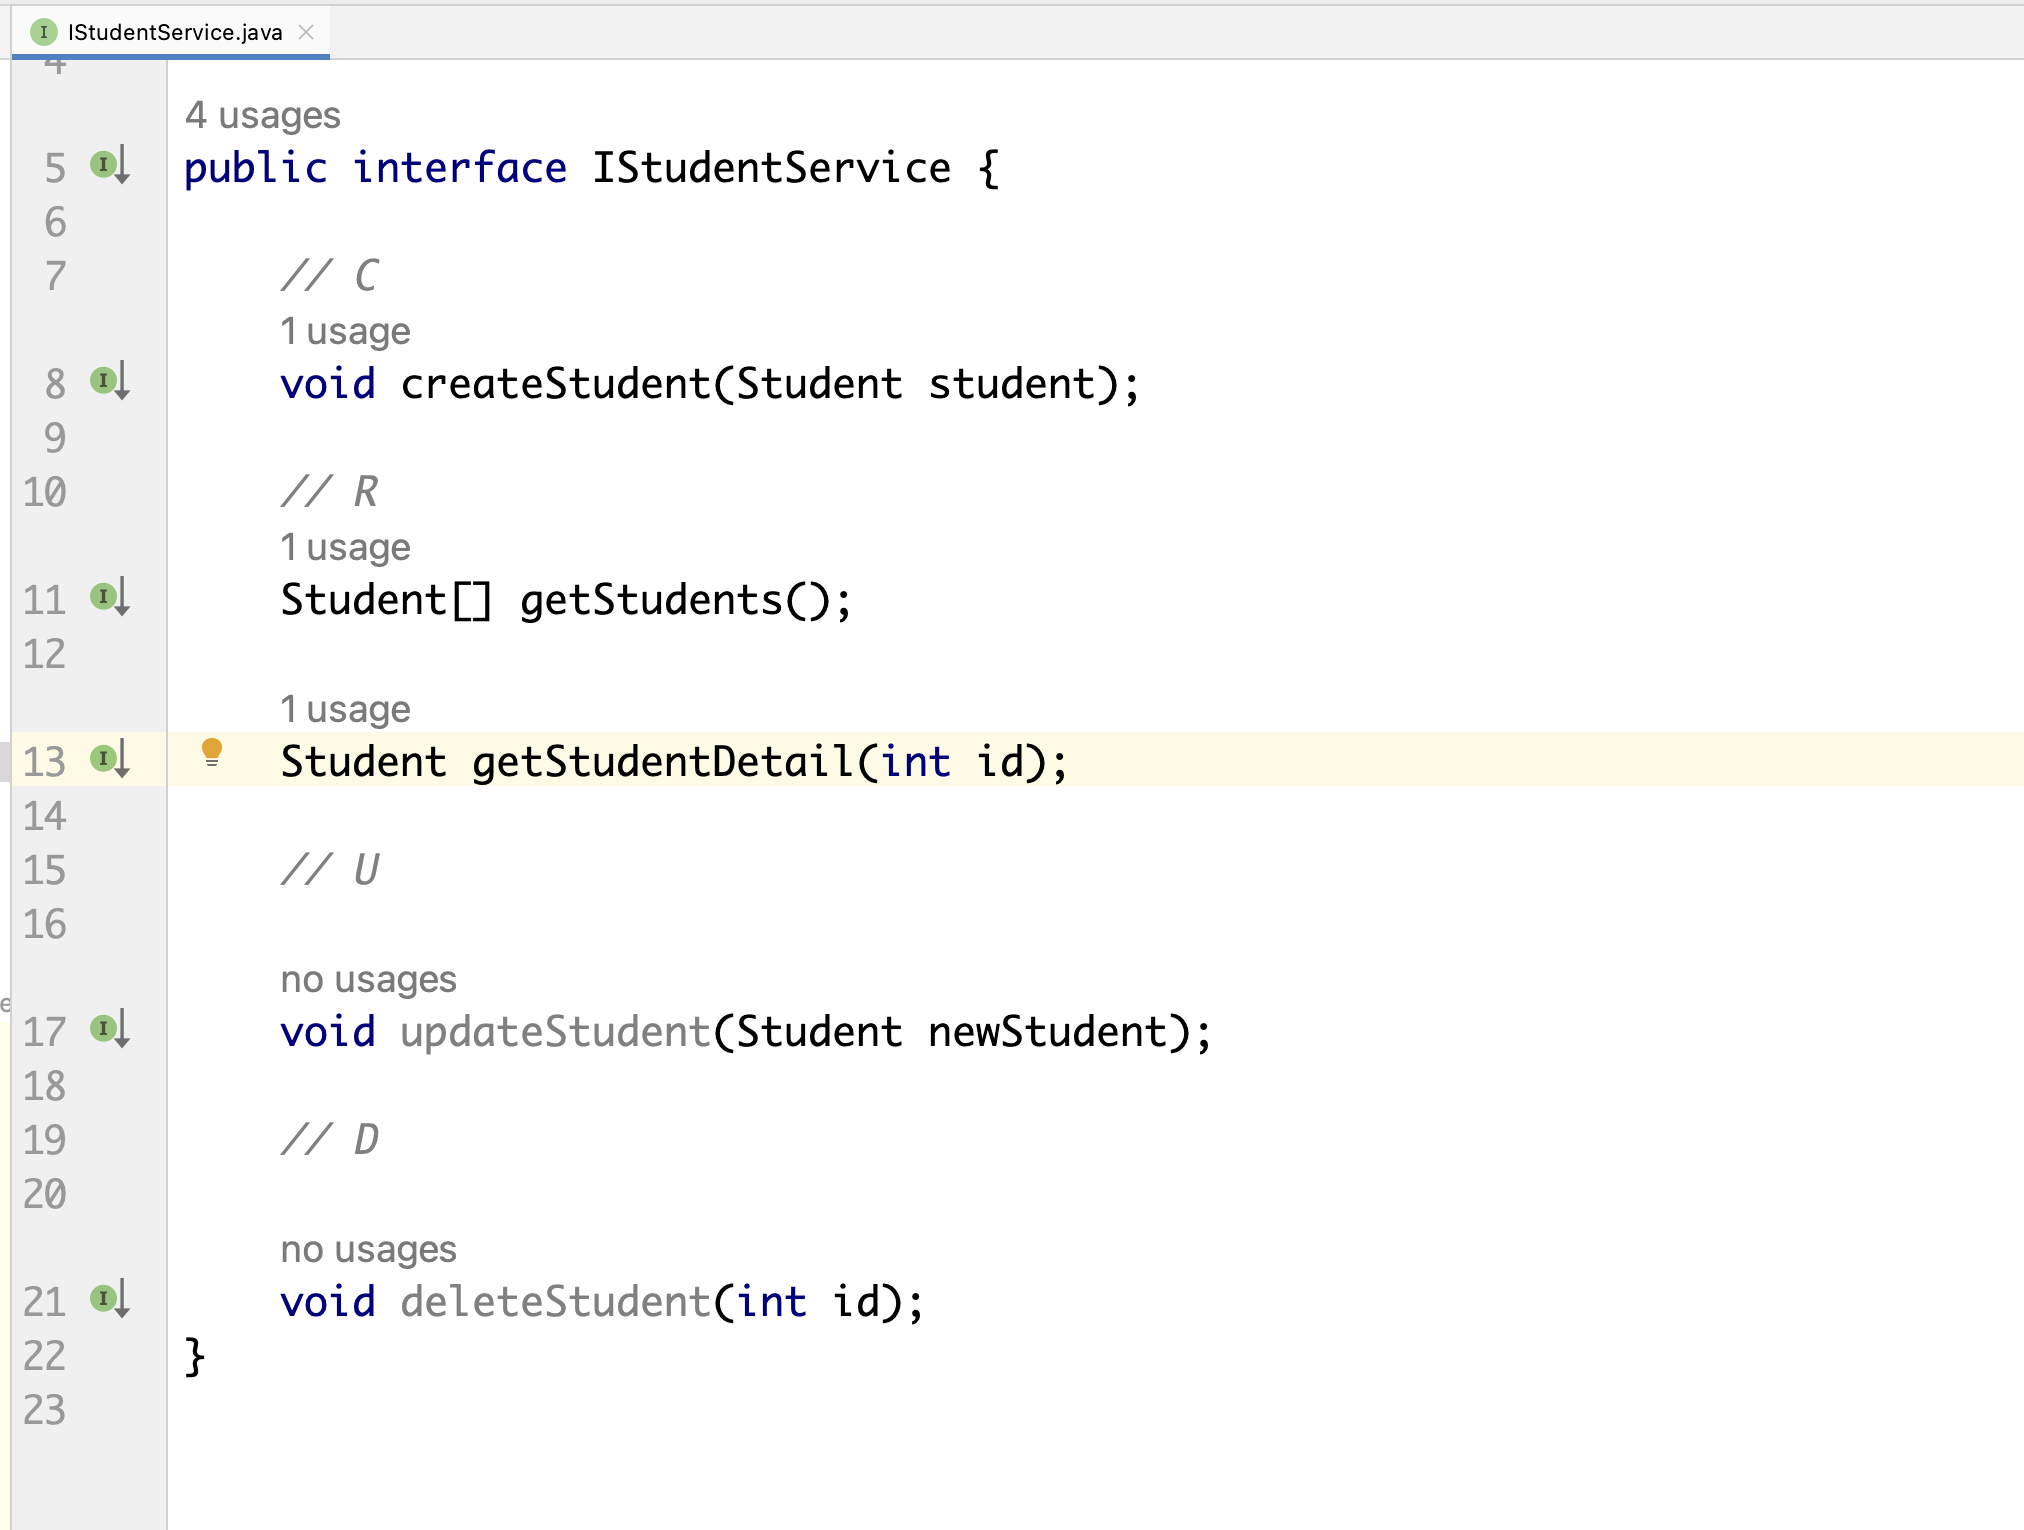 IStudentService.java
4
4 usages
5 public interface IStudentService {
6
7 // C
1 usage
8 void createStudent(Student student);
9
10 // R
1 usage
11 Student[] getStudents();
12
1 usage
13 Student getStudentDetail(int id);
14
15 // U
16
no usages
17 void updateStudent(Student newStudent);
18
19 // D
20
no usages
21 void deleteStudent(int id);
22 }
23